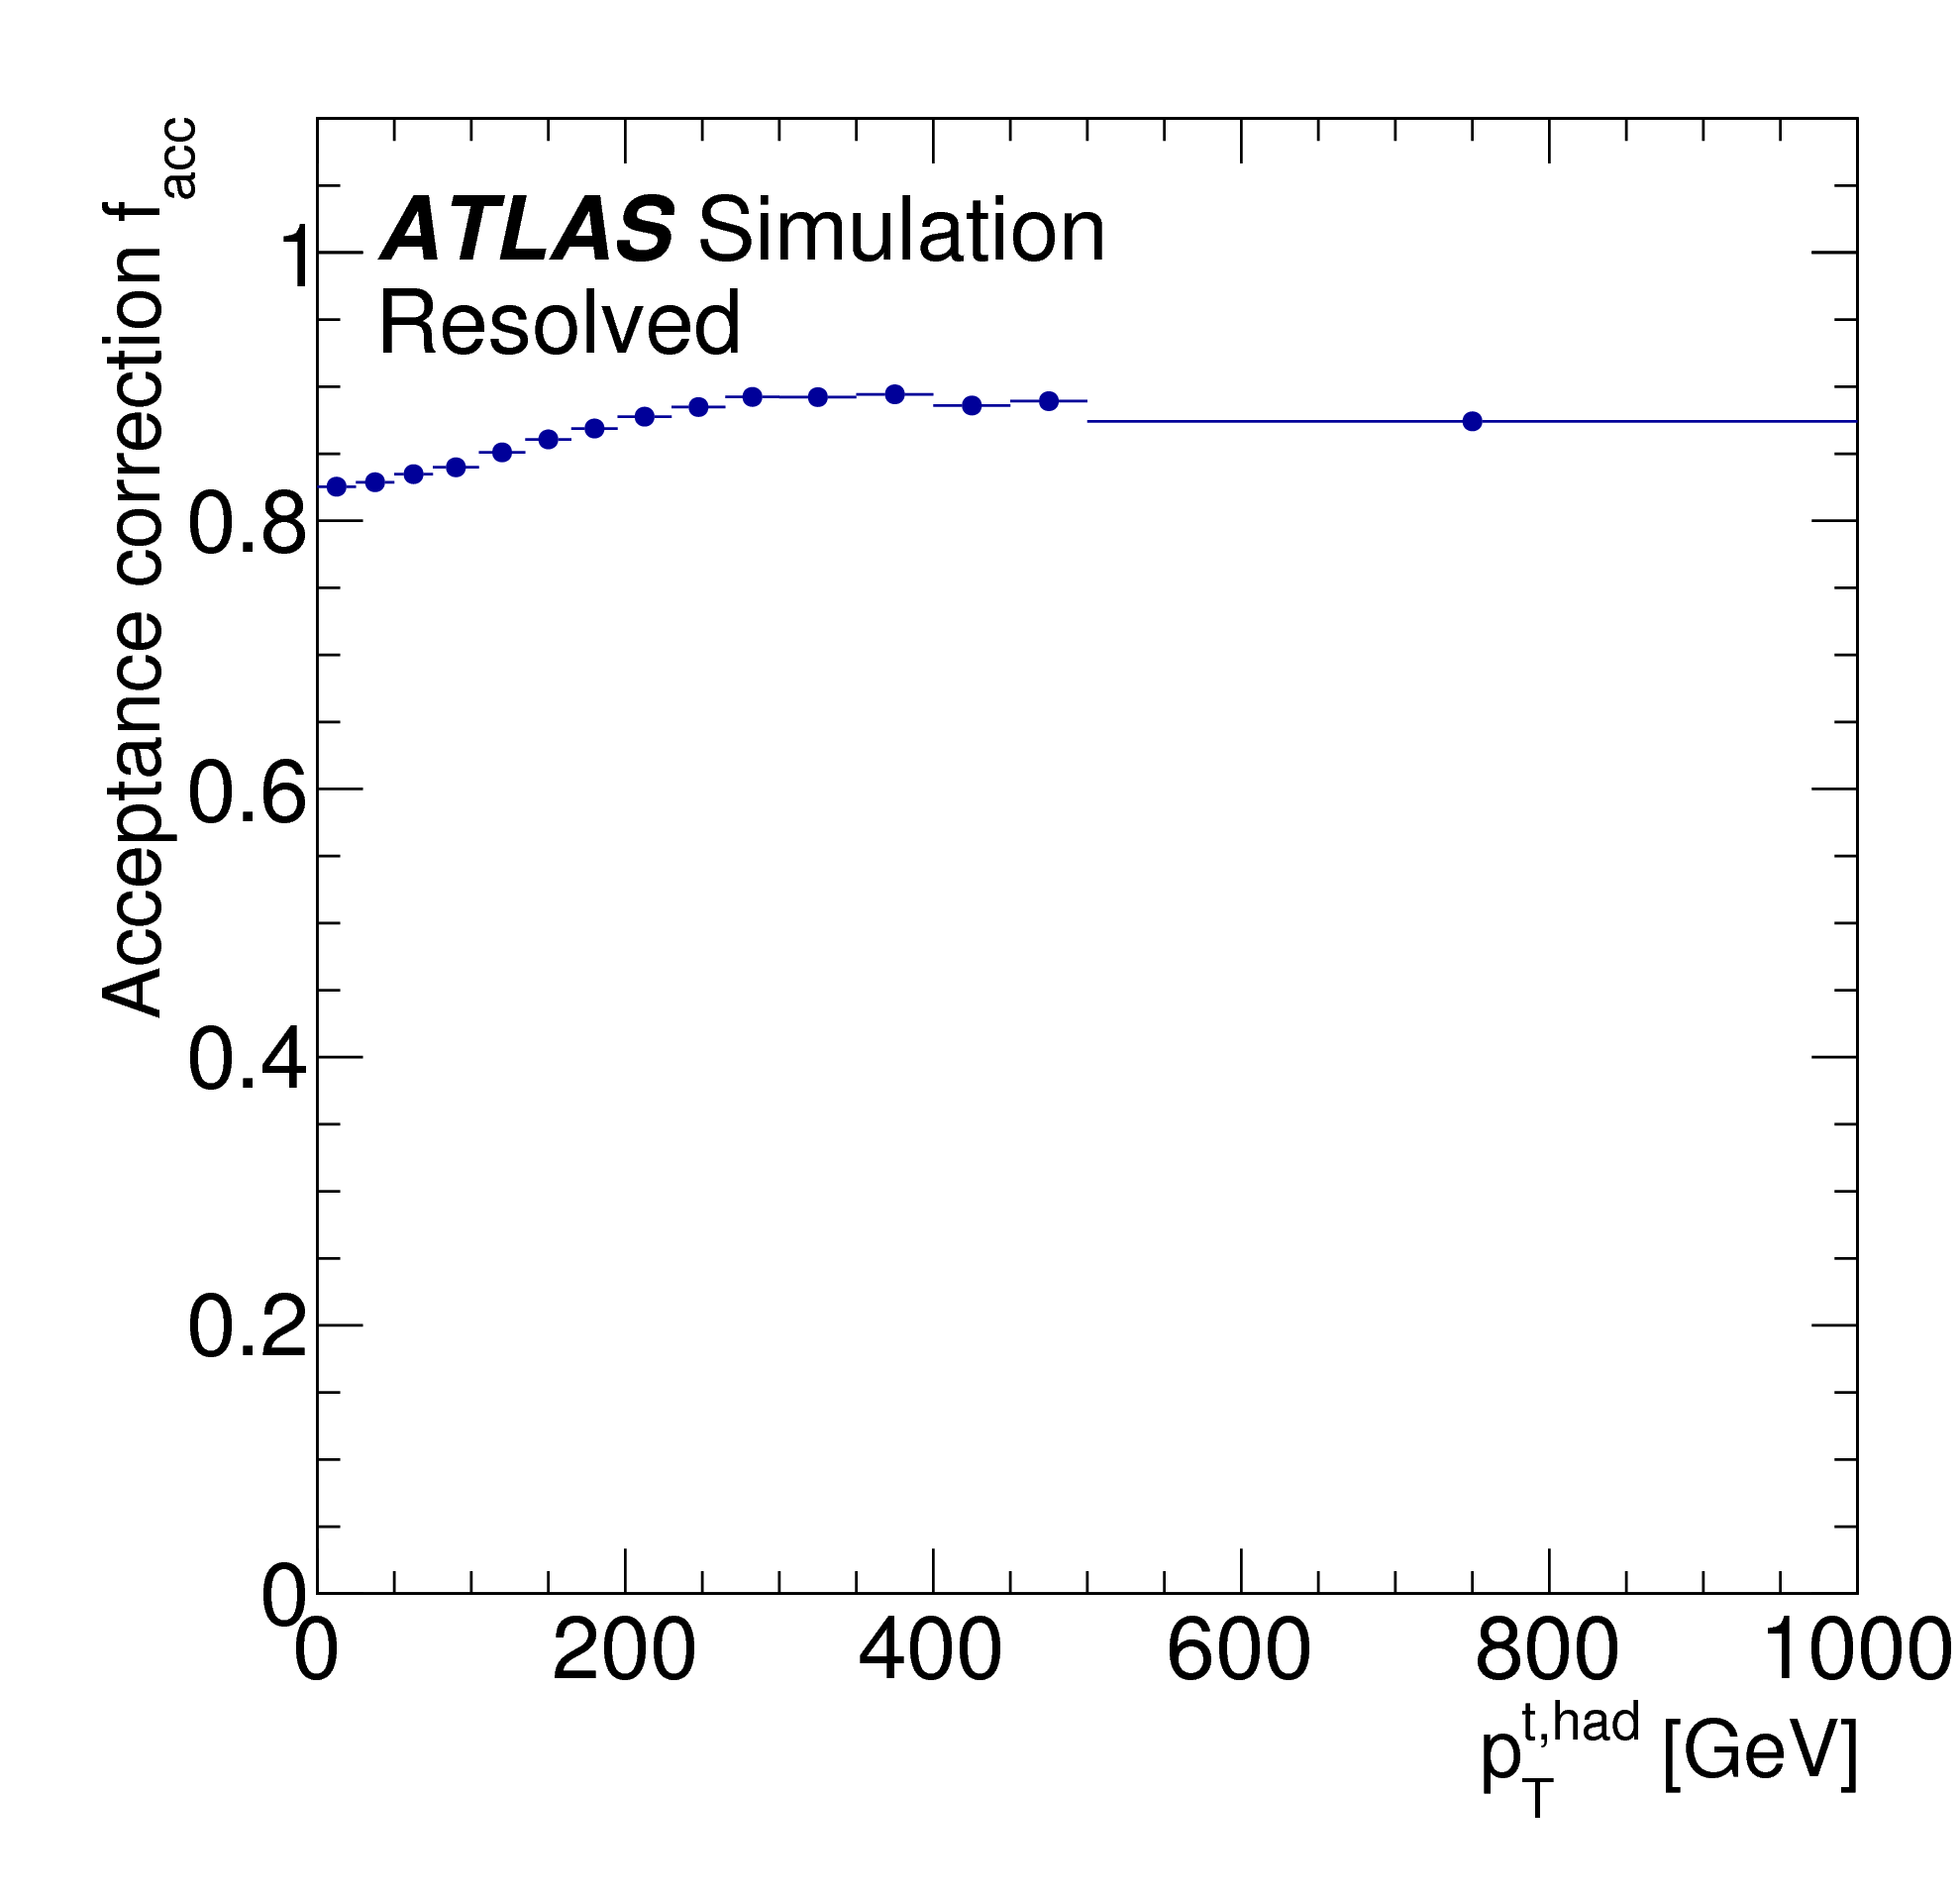 Acceptance correction f_acc
ATLAS Simulation
Resolved
1
0.8
0.6
0.4
0.2
0
0 200 400 600 800 1000
p_T^t,had [GeV]